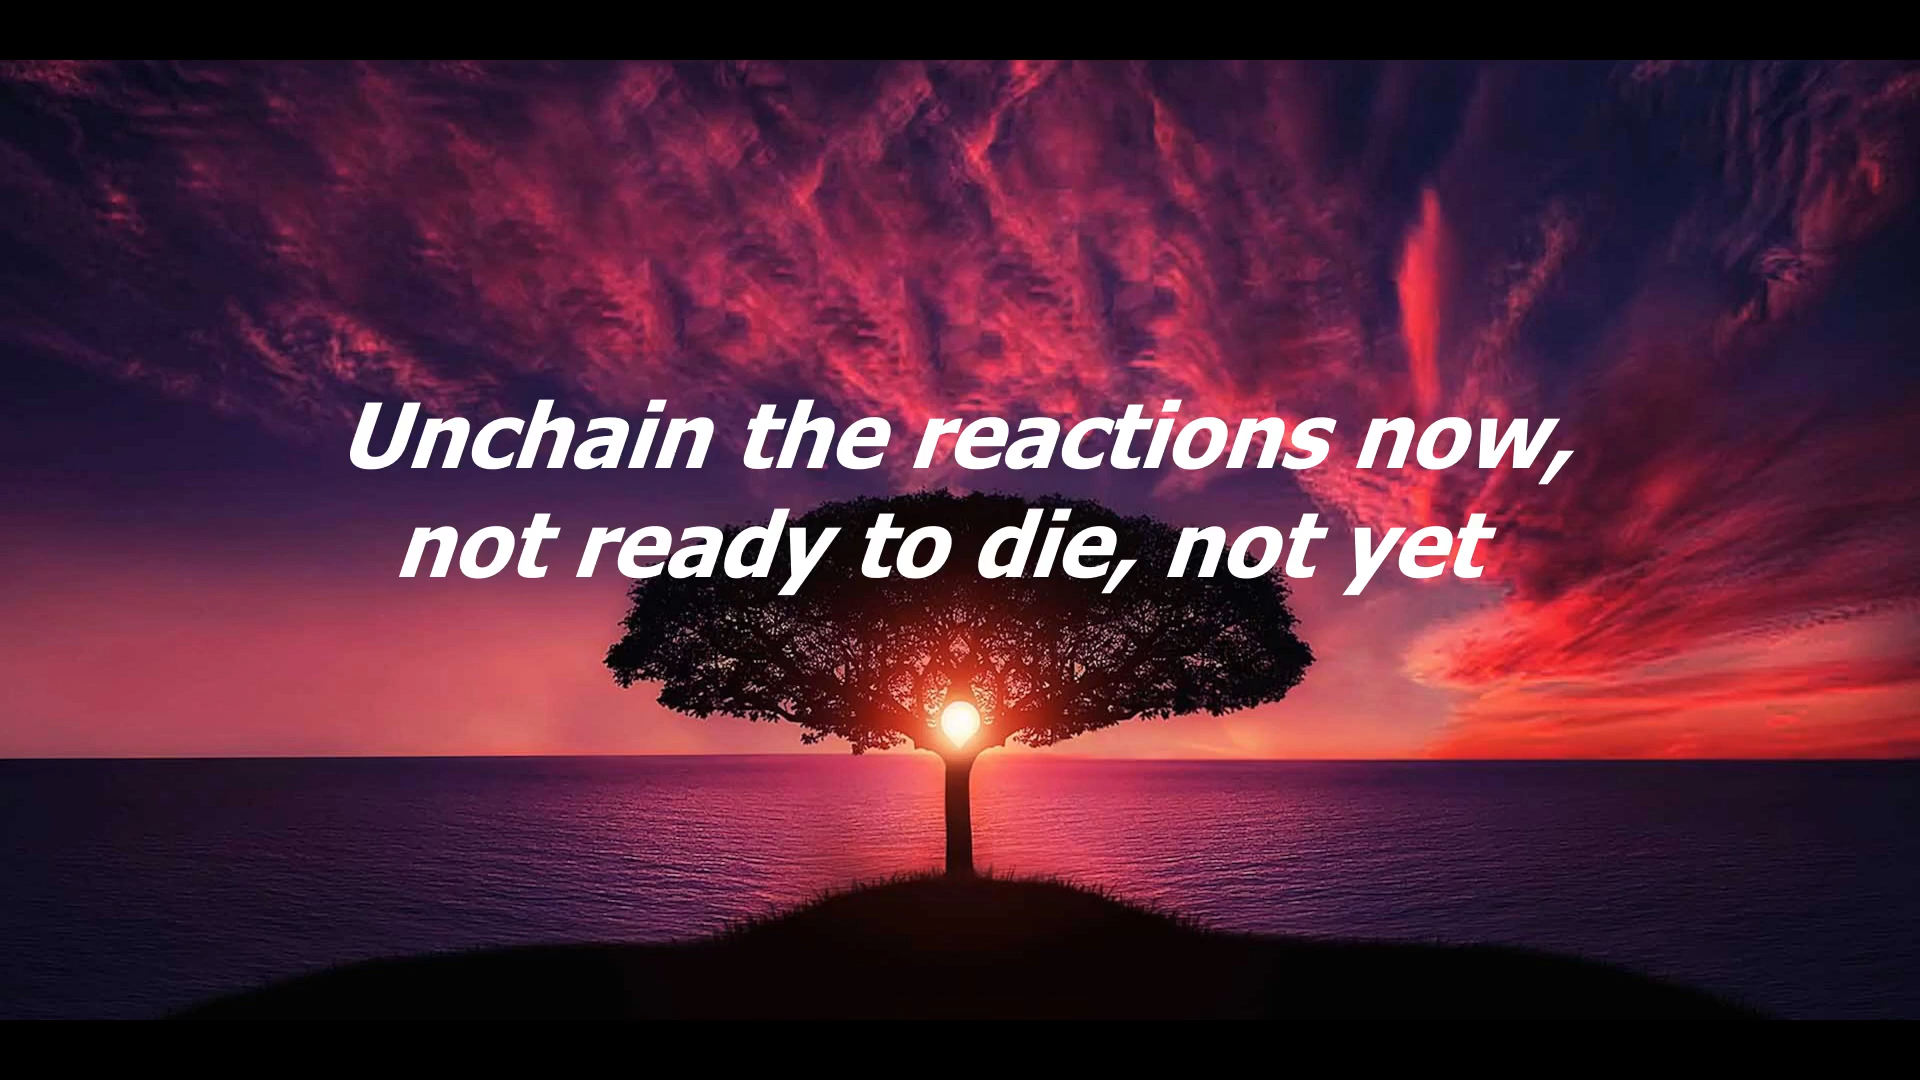 Unchain the reactions now,
not ready to die, not yet